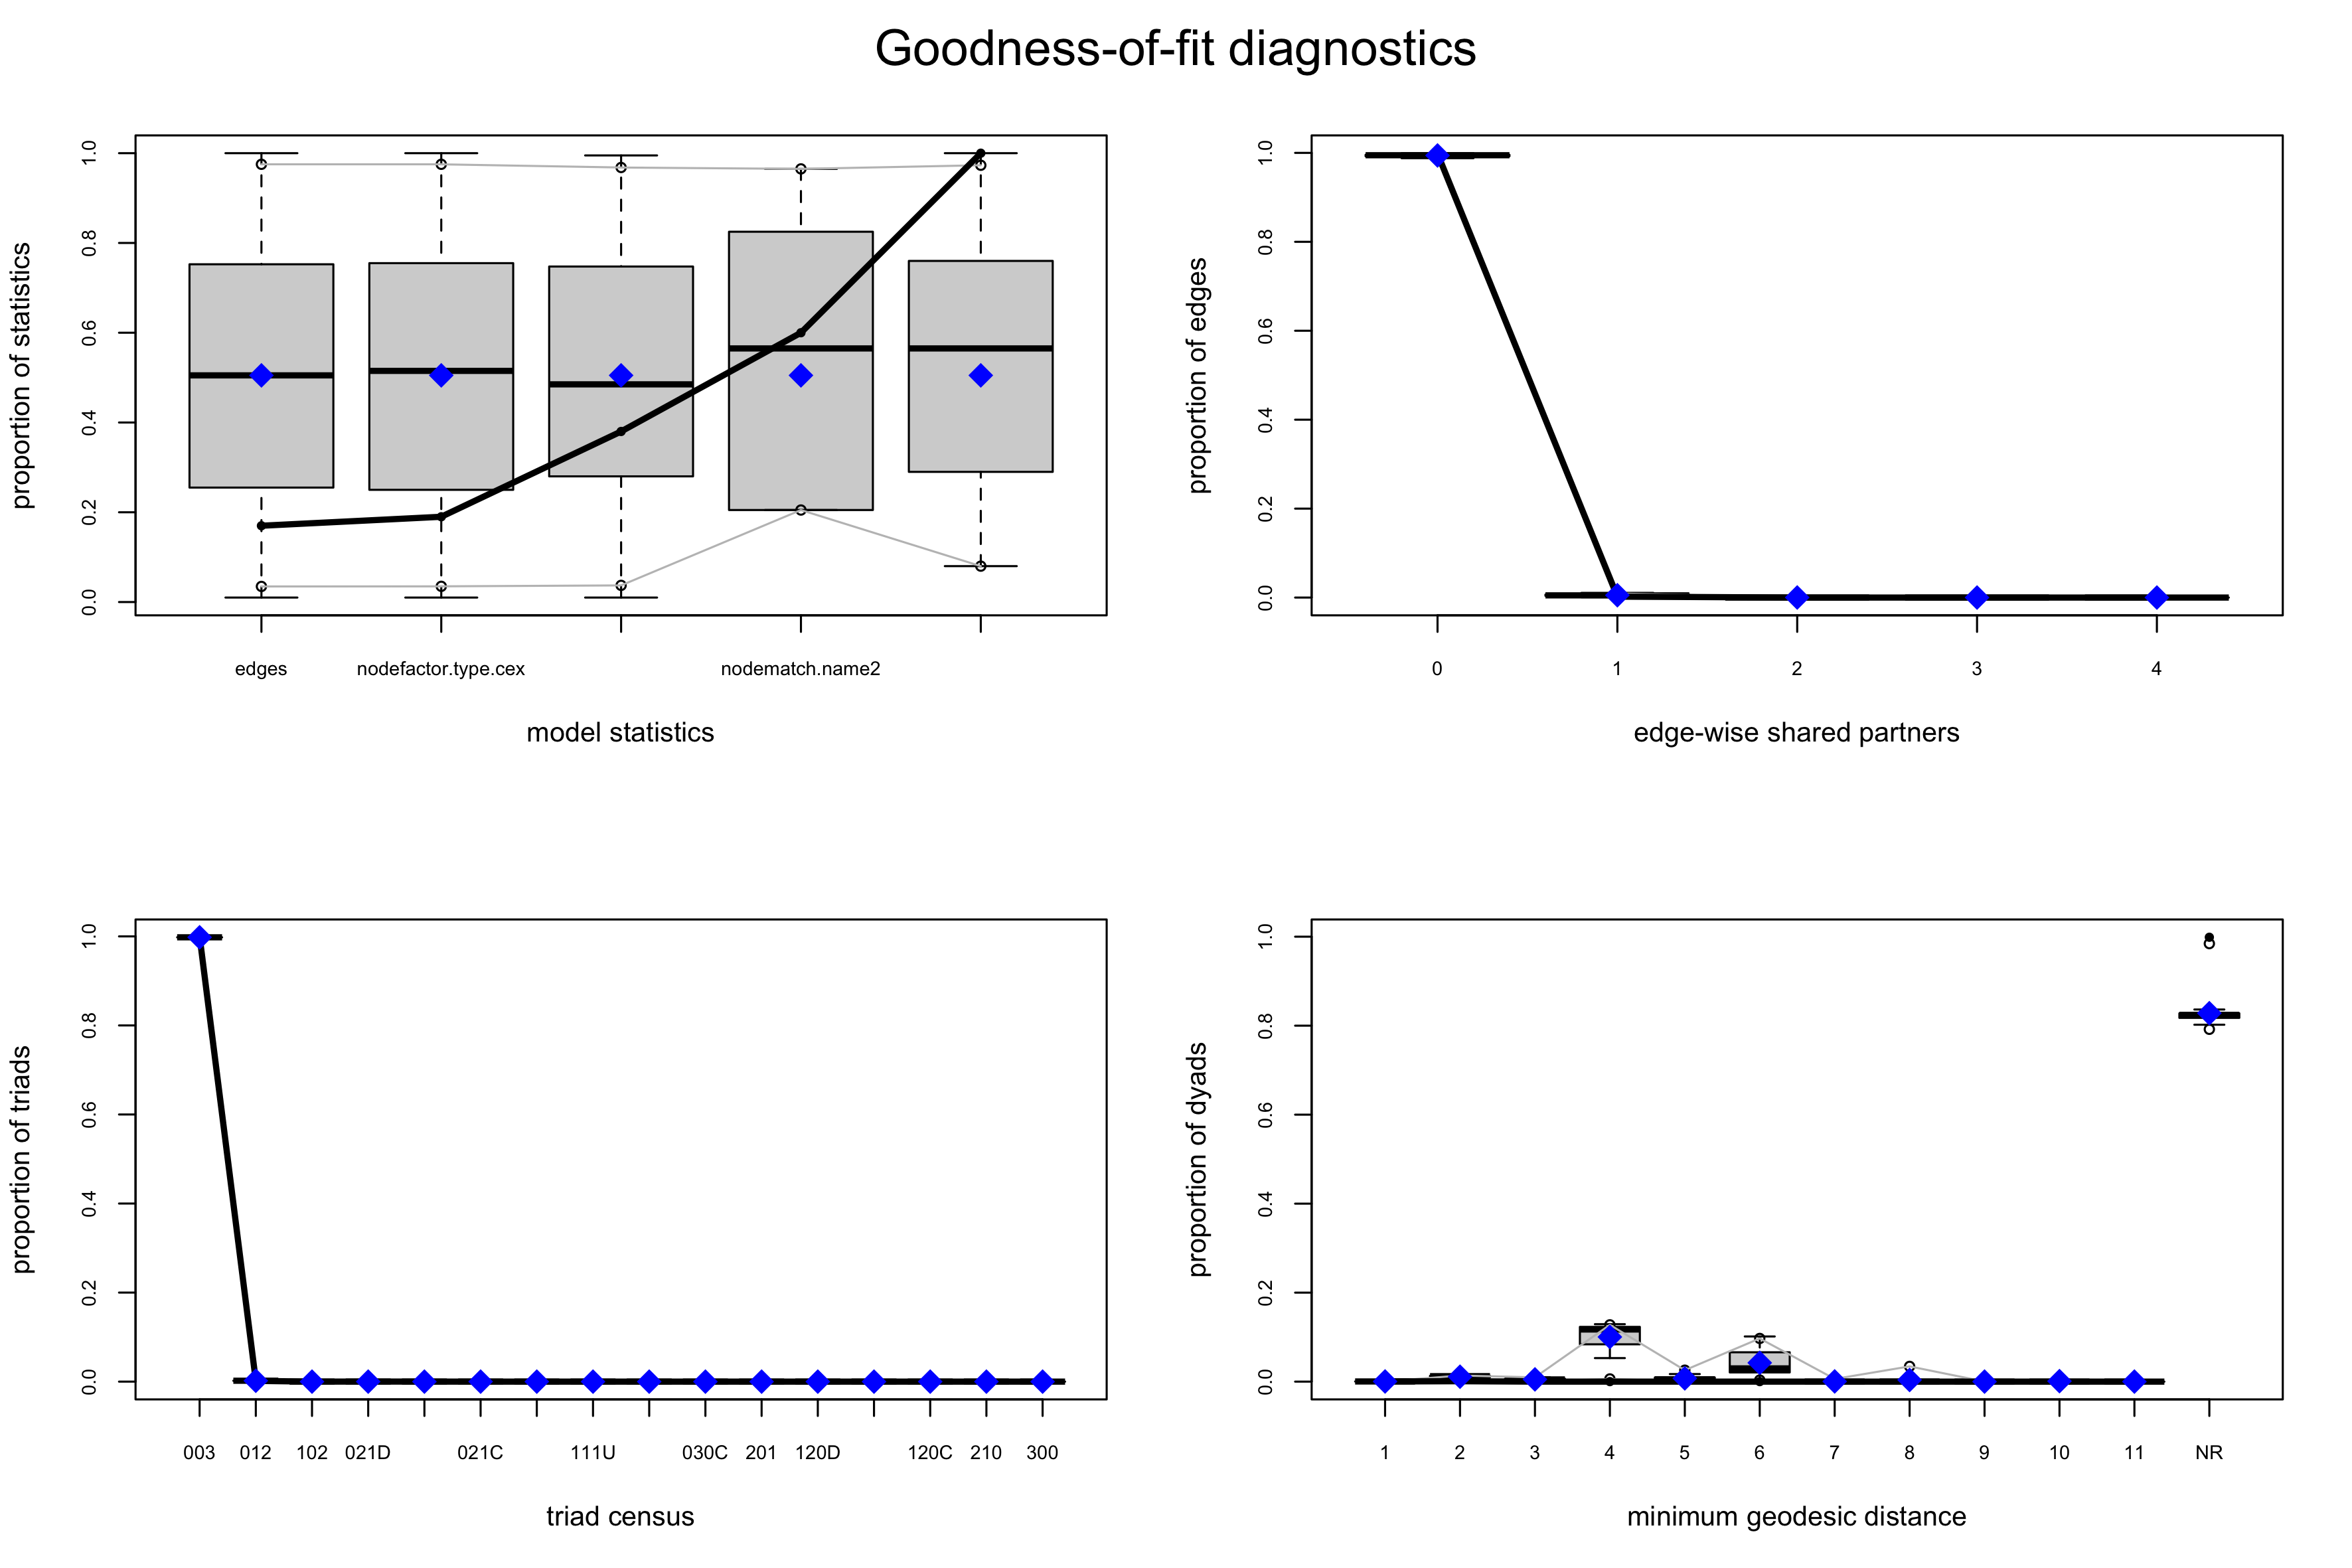 Goodness-of-fit diagnostics
proportion of statistics
0.0 0.2 0.4 0.6 0.8 1.0
edges nodefactor.type.cex nodematch.name2
model statistics
proportion of edges
0.0 0.2 0.4 0.6 0.8 1.0
0 1 2 3 4
edge-wise shared partners
proportion of triads
0.0 0.2 0.4 0.6 0.8 1.0
003 012 102 021D 021C 111U 030C 201 120D 120C 210 300
triad census
proportion of dyads
0.0 0.2 0.4 0.6 0.8 1.0
1 2 3 4 5 6 7 8 9 10 11 NR
minimum geodesic distance